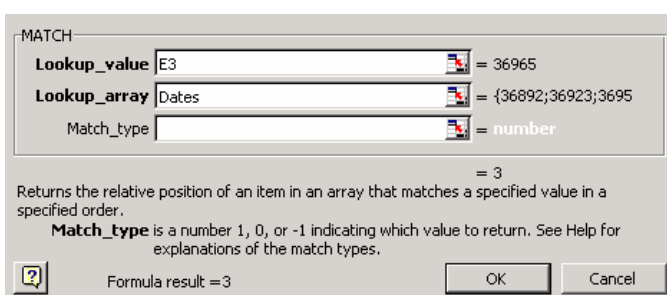 MATCH
Lookup_value E3 = 36965
Lookup_array Dates = {36892;36923;3695
Match_type = number
= 3
Returns the relative position of an item in an array that matches a specified value in a
specified order.
Match_type is a number 1, 0, or -1 indicating which value to return. See Help for
explanations of the match types.
? Formula result =3 OK Cancel